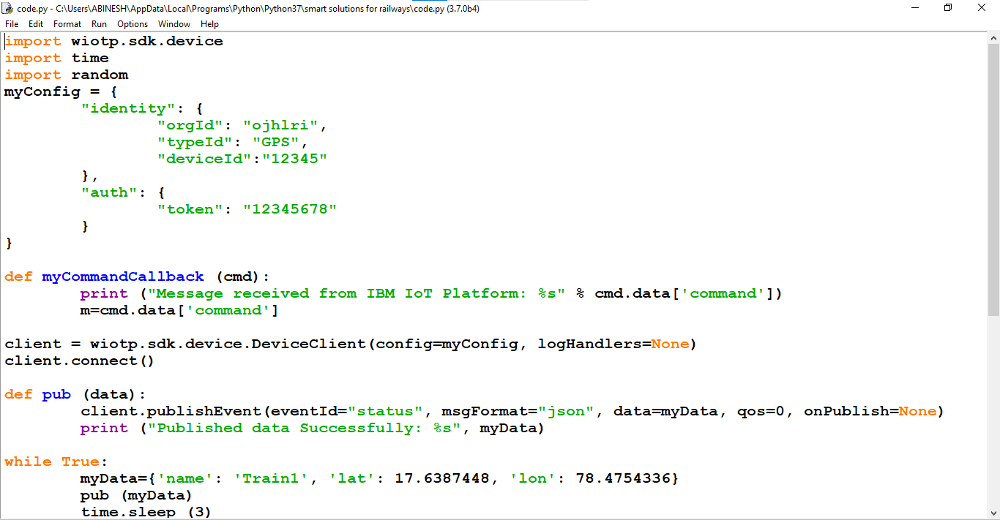 code.py - C:\Users\ABINESH\AppData\Local\Programs\Python\Python37\smart solutions for railways\code.py (3.7.0b4)
File Edit Format Run Options Window Help
import wiotp.sdk.device
import time
import random
myConfig = {
        "identity": {
                "orgId": "ojhlri",
                "typeId": "GPS",
                "deviceId":"12345"
        },
        "auth": {
                "token": "12345678"
        }
}

def myCommandCallback (cmd):
        print ("Message received from IBM IoT Platform: %s" % cmd.data['command'])
        m=cmd.data['command']

client = wiotp.sdk.device.DeviceClient(config=myConfig, logHandlers=None)
client.connect()

def pub (data):
        client.publishEvent(eventId="status", msgFormat="json", data=myData, qos=0, onPublish=None)
        print ("Published data Successfully: %s", myData)

while True:
        myData={'name': 'Train1', 'lat': 17.6387448, 'lon': 78.4754336}
        pub (myData)
        time.sleep (3)